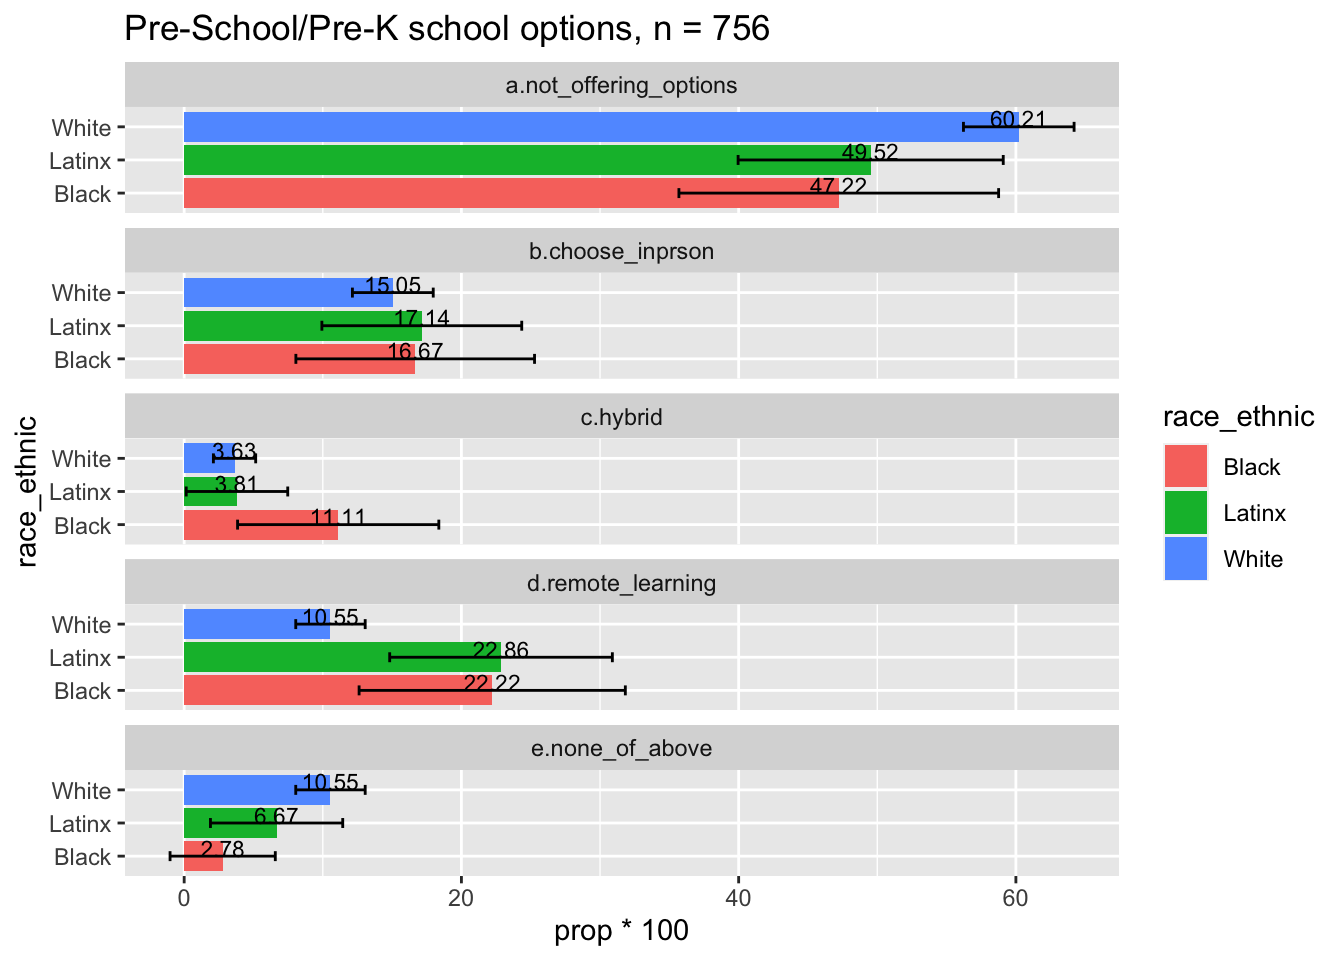 Pre-School/Pre-K school options, n = 756
a.not_offering_options
White
60.21
Latinx
49.52
Black
47.22
b.choose_inprson
White
15.05
Latinx
17.14
Black
16.67
c.hybrid
White
3.63
Latinx
3.81
Black
11.11
d.remote_learning
White
10.55
Latinx
22.86
Black
22.22
e.none_of_above
White
10.55
Latinx
6.67
Black
2.78
0 20 40 60
prop * 100
race_ethnic
race_ethnic
Black
Latinx
White